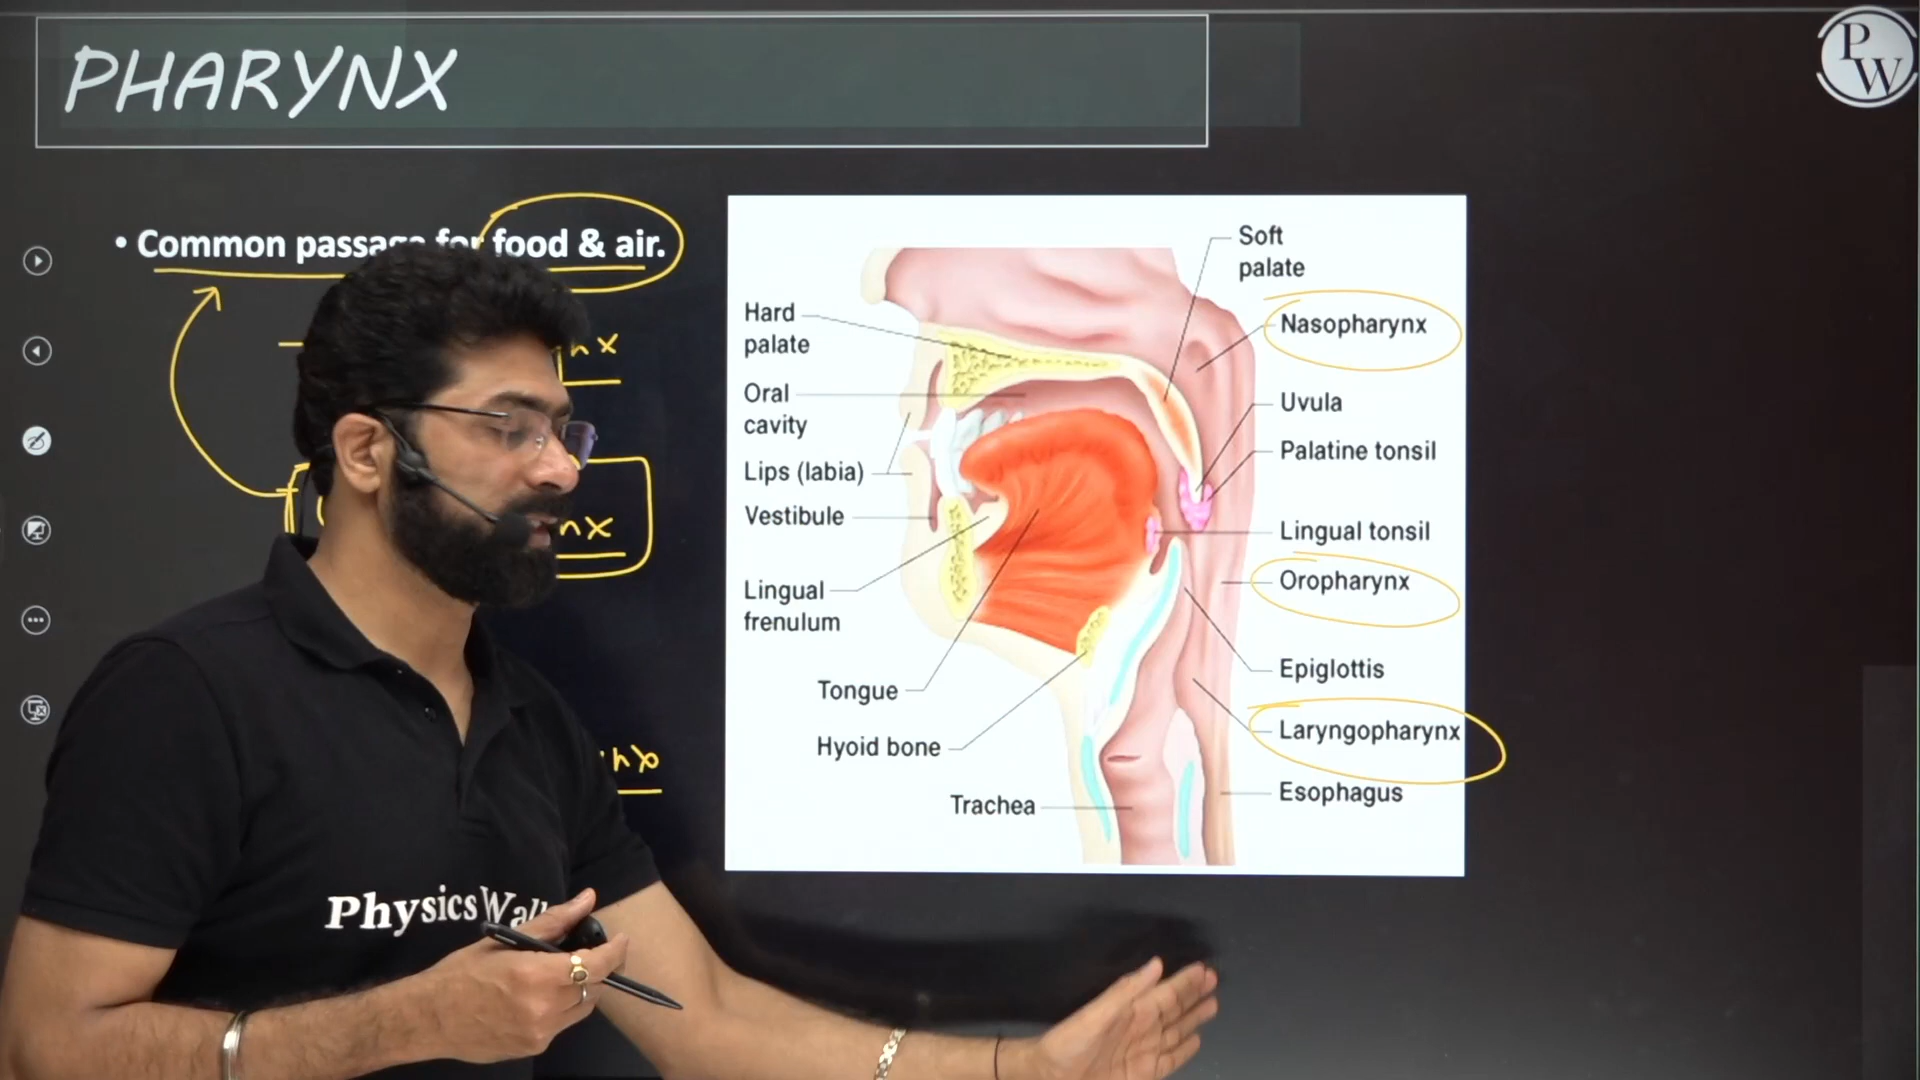 PHARYNX
PW
• Common passage for food & air.
Soft
palate
Nasopharynx
Hard
palate
Uvula
Oral
cavity
Palatine tonsil
Lips (labia)
Vestibule
Lingual tonsil
Oropharynx
Lingual
frenulum
Epiglottis
Tongue
Laryngopharynx
Hyoid bone
Esophagus
Trachea